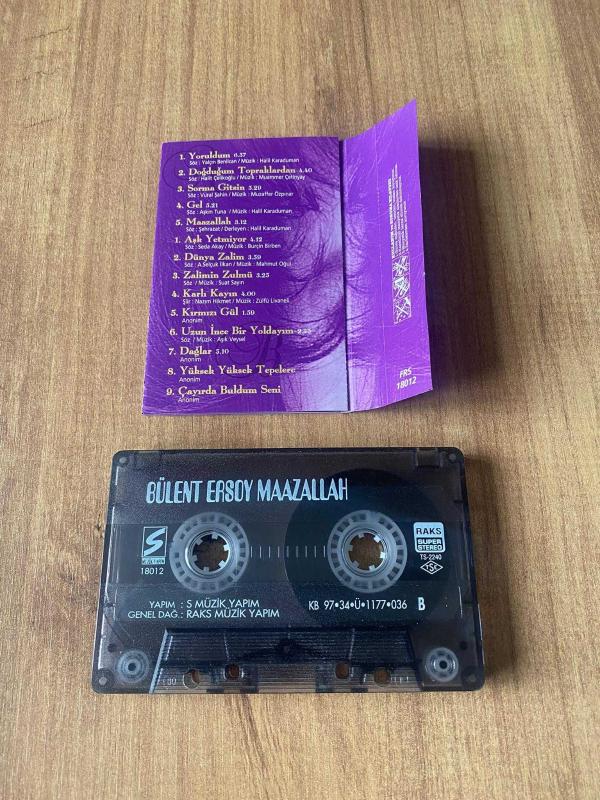 1. Yoruldum 6.37
Söz : Yalçın Benlican / Müzik : Halil Karaduman
2. Doğduğum Topraklardan 4.40
Söz : Halit Çelikoğlu / Müzik : Muammer Çetinyay
3. Sorma Gitsin 3.29
Söz : Vural Şahin / Müzik : Muzaffer Özpınar
4. Gel 5.21
Söz : Aşkın Tuna / Müzik : Halil Karaduman
5. Maazallah 3.12
Söz : Şehrazat / Derleyen : Halil Karaduman
1. Aşk Yetmiyor 4.12
Söz : Seda Akay / Müzik : Burçin Birben
2. Dünya Zalim 3.59
Söz : A.Selçuk İlkan / Müzik : Mahmut Oğul
3. Zalimin Zulmü 3.25
Söz / Müzik : Suat Sayın
4. Karlı Kayın 4.00
Şiir : Nazım Hikmet / Müzik : Zülfü Livaneli
5. Kırmızı Gül 1.59
Anonim
6. Uzun İnce Bir Yoldayım
Söz / Müzik : Aşık Veysel
7. Dağlar 3.10
Anonim
8. Yüksek Yüksek Tepelere
Anonim
9. Çayırda Buldum Seni
Anonim
FRS
18012
BÜLENT ERSOY MAAZALLAH
S
18012
RAKS
SUPER
STEREO
TS-2240
TSE
YAPIM : S MÜZİK YAPIM
GENEL DAĞ.: RAKS MÜZİK YAPIM
KB 97•34•Ü•1177•036 B